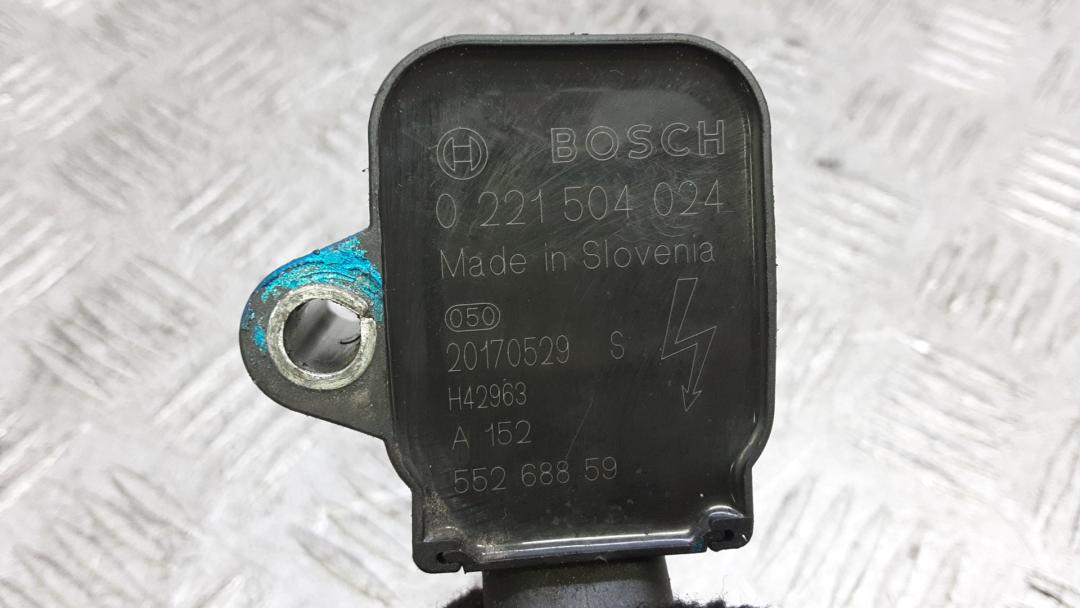 BOSCH
0 221 504 024
Made in Slovenia
050
20170529 S
H42963
A 152
552 688 59